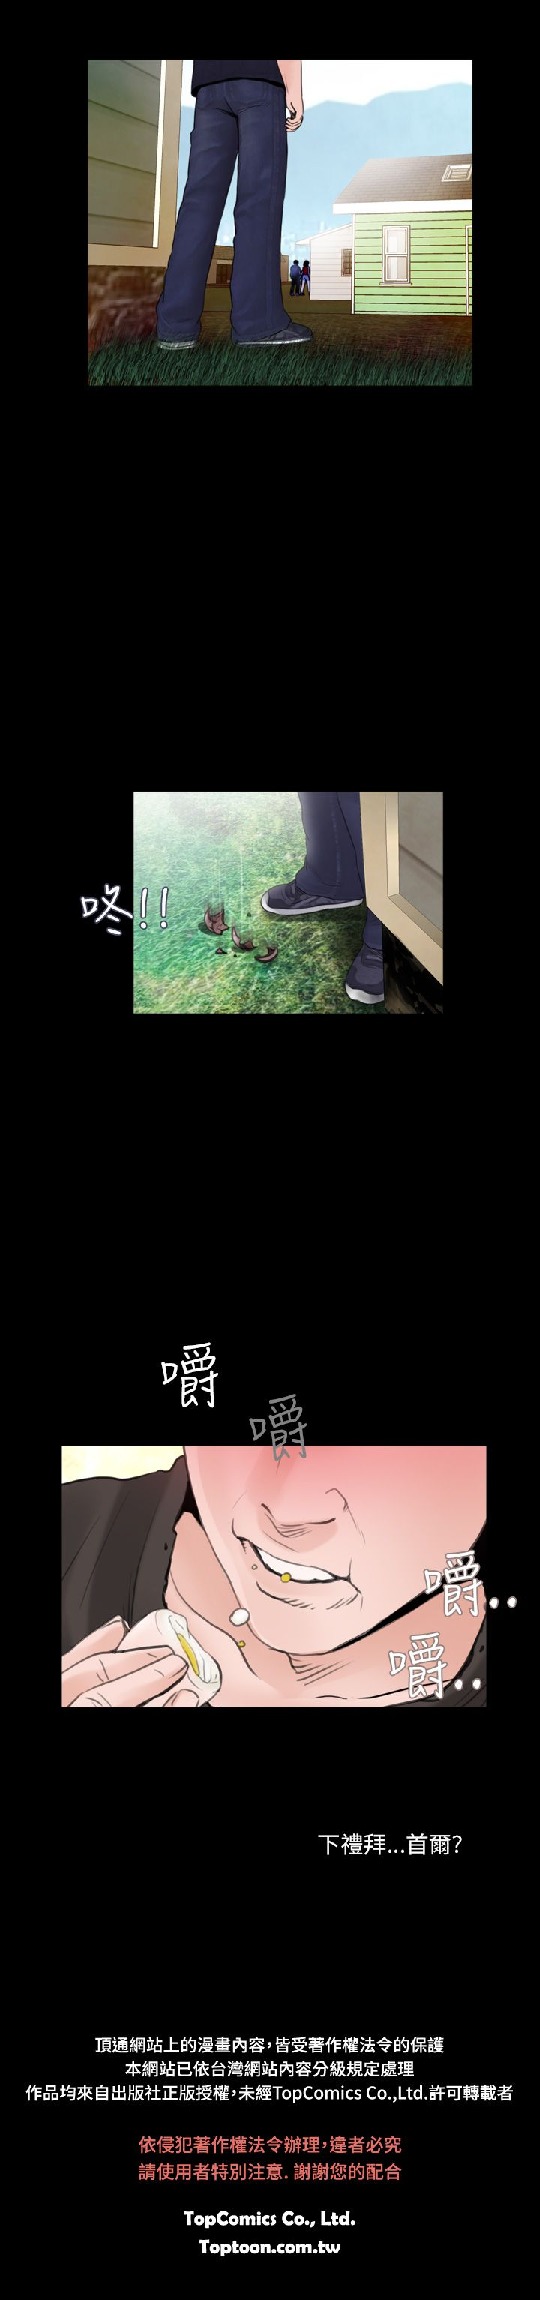 咚!!
嚼
嚼
嚼..
嚼..
下禮拜...首爾?
頂通網站上的漫畫內容,皆受著作權法令的保護
本網站已依台灣網站內容分級規定處理
作品均來自出版社正版授權,未經TopComics Co.,Ltd.許可轉載者
依侵犯著作權法令辦理,違者必究
請使用者特別注意. 謝謝您的配合
TopComics Co., Ltd.
Toptoon.com.tw